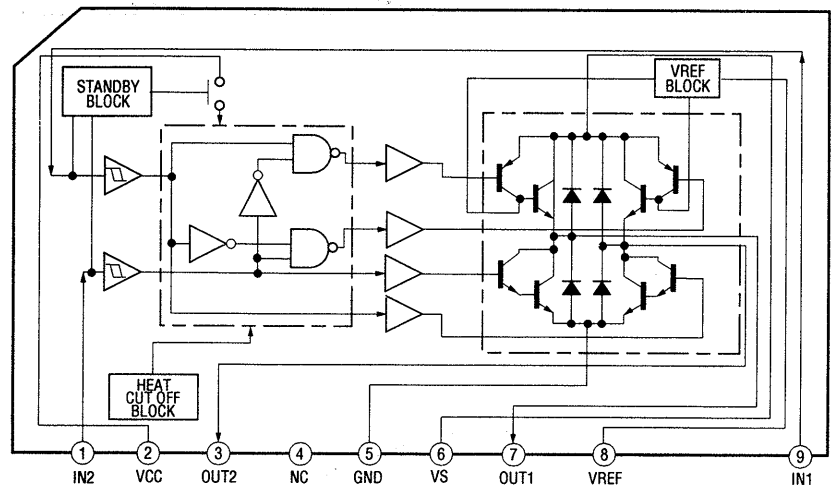 STANDBY
BLOCK
VREF
BLOCK
HEAT
CUT OFF
BLOCK
1
2
3
4
5
6
7
8
9
IN2
VCC
OUT2
NC
GND
VS
OUT1
VREF
IN1